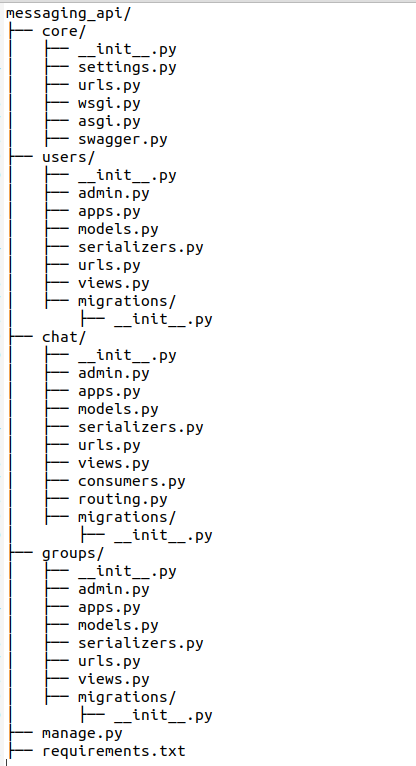 messaging_api/
├── core/
│   ├── __init__.py
│   ├── settings.py
│   ├── urls.py
│   ├── wsgi.py
│   ├── asgi.py
│   ├── swagger.py
├── users/
│   ├── __init__.py
│   ├── admin.py
│   ├── apps.py
│   ├── models.py
│   ├── serializers.py
│   ├── urls.py
│   ├── views.py
│   ├── migrations/
│       ├── __init__.py
├── chat/
│   ├── __init__.py
│   ├── admin.py
│   ├── apps.py
│   ├── models.py
│   ├── serializers.py
│   ├── urls.py
│   ├── views.py
│   ├── consumers.py
│   ├── routing.py
│   ├── migrations/
│       ├── __init__.py
├── groups/
│   ├── __init__.py
│   ├── admin.py
│   ├── apps.py
│   ├── models.py
│   ├── serializers.py
│   ├── urls.py
│   ├── views.py
│   ├── migrations/
│       ├── __init__.py
├── manage.py
├── requirements.txt